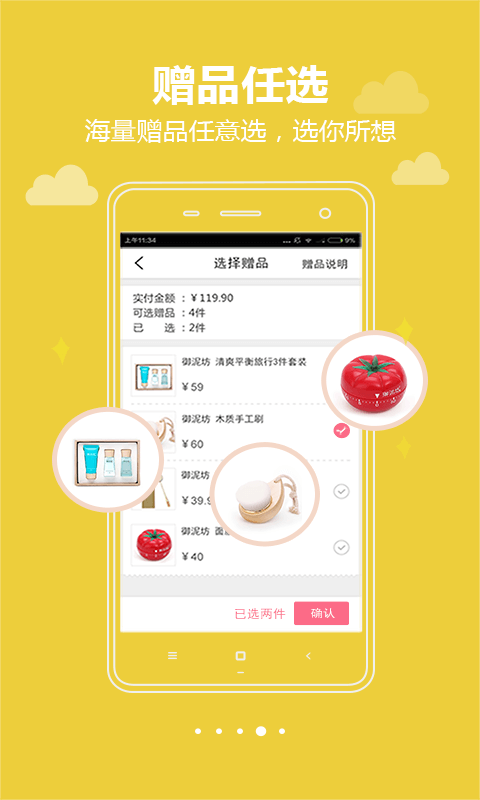 赠品任选
海量赠品任意选，选你所想
上午11:34
9%
选择赠品
赠品说明
实付金额：￥119.90
可选赠品：4件
已 选：2件
御泥坊 清爽平衡旅行3件套装
￥59
御泥坊 木质手工刷
￥60
御泥坊
￥39.9
御泥坊
￥40
已选两件
确认